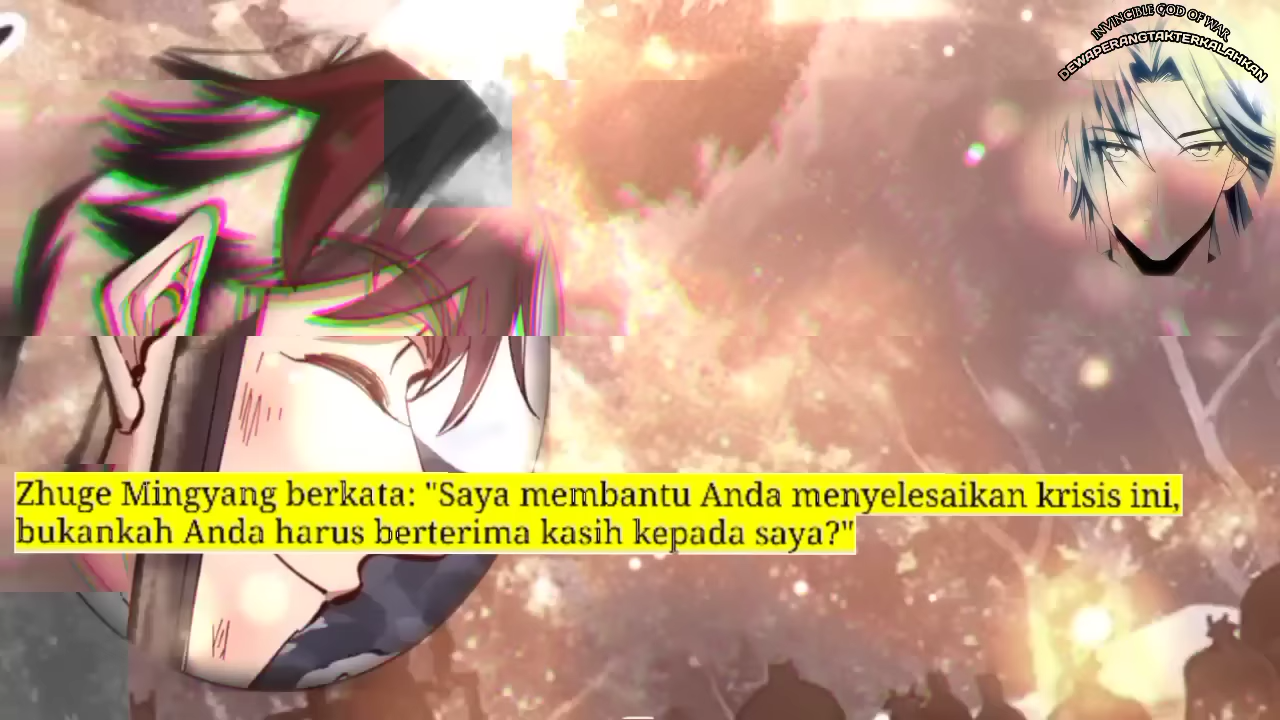 INVINCIBLE GOD OF WAR
DEWAPERANGTAKTERKALAHKAN
Zhuge Mingyang berkata: "Saya membantu Anda menyelesaikan krisis ini,
bukankah Anda harus berterima kasih kepada saya?"